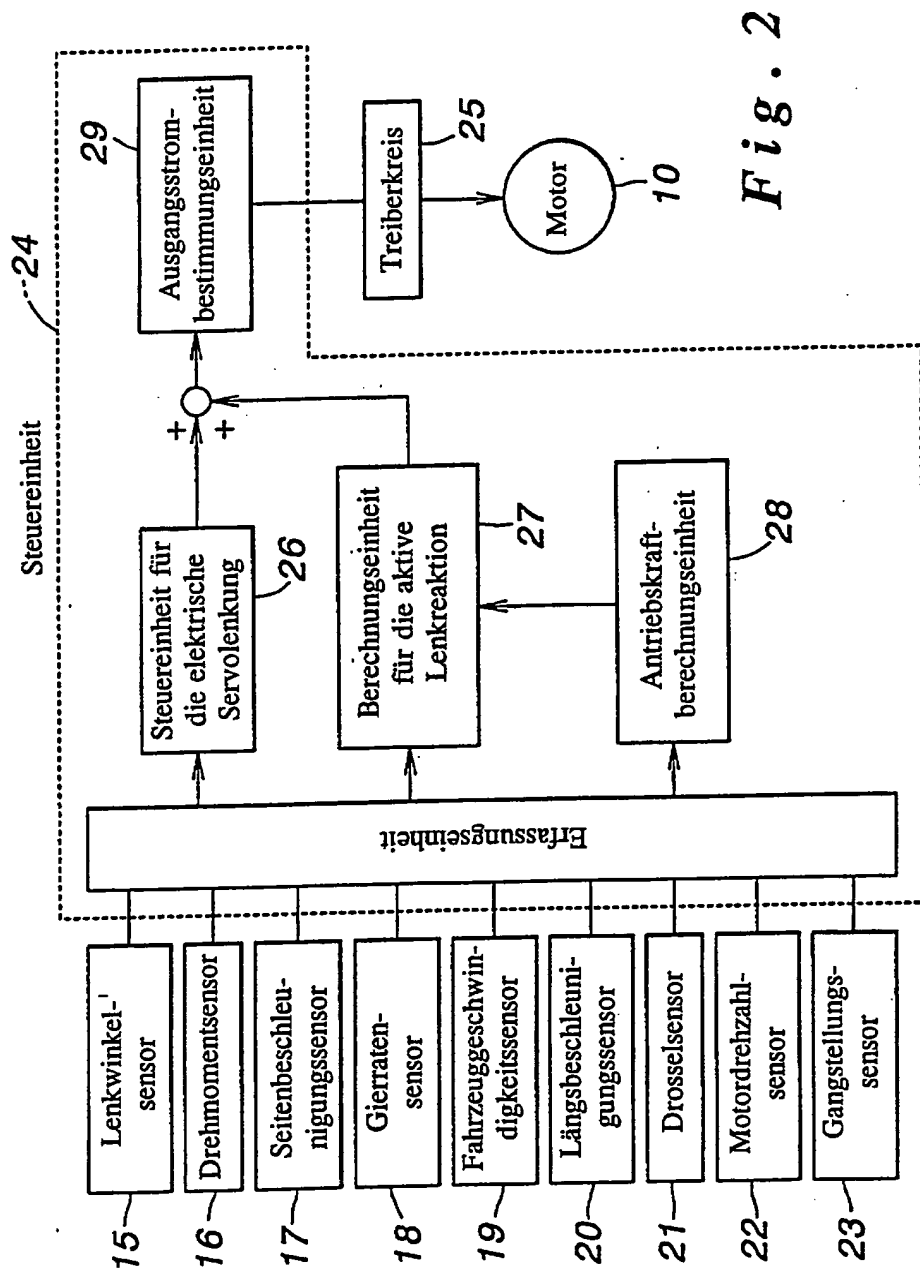 Steuereinheit
24
Lenkwinkel-
sensor
15
Drehmomentsensor
16
Seitenbeschleu-
nigungssensor
17
Gierraten-
sensor
18
Fahrzeuggeschwin-
digkeitssensor
19
Längsbeschleuni-
gungssensor
20
Drosselsensor
21
Motordrehzahl-
sensor
22
Gangstellungs-
sensor
23
Erfassungseinheit
Steuereinheit für
die elektrische
Servolenkung
26
Berechnungseinheit
für die aktive
Lenkreaktion
27
Antriebskraft-
berechnungseinheit
28
+
+
Ausgangsstrom-
bestimmungseinheit
29
Treiberkreis
25
Motor
10
Fig. 2